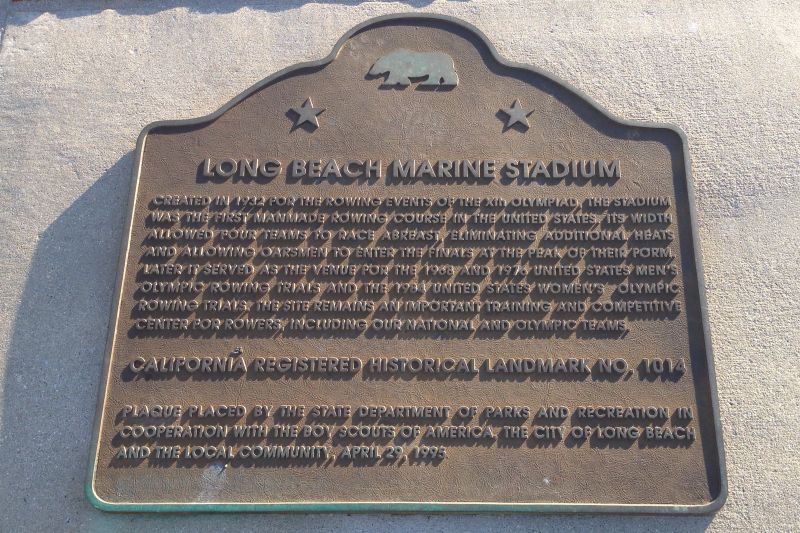 LONG BEACH MARINE STADIUM
CREATED IN 1932 FOR THE ROWING EVENTS OF THE XTH OLYMPIAD, THE STADIUM
WAS THE FIRST MANMADE ROWING COURSE IN THE UNITED STATES. ITS WIDTH
ALLOWED FOUR TEAMS TO RACE ABREAST, ELIMINATING ADDITIONAL HEATS
AND ALLOWING OARSMEN TO ENTER THE FINALS AT THE PEAK OF THEIR FORM.
LATER IT SERVED AS THE VENUE FOR THE 1968 AND 1976 UNITED STATES MEN'S
OLYMPIC ROWING TRIALS AND THE 1984 UNITED STATES WOMEN'S OLYMPIC
ROWING TRIALS. THE SITE REMAINS AN IMPORTANT TRAINING AND COMPETITIVE
CENTER FOR ROWERS, INCLUDING OUR NATIONAL AND OLYMPIC TEAMS.
CALIFORNIA REGISTERED HISTORICAL LANDMARK NO. 1014
PLAQUE PLACED BY THE STATE DEPARTMENT OF PARKS AND RECREATION IN
COOPERATION WITH THE BOY SCOUTS OF AMERICA, THE CITY OF LONG BEACH
AND THE LOCAL COMMUNITY, APRIL 29, 1995.